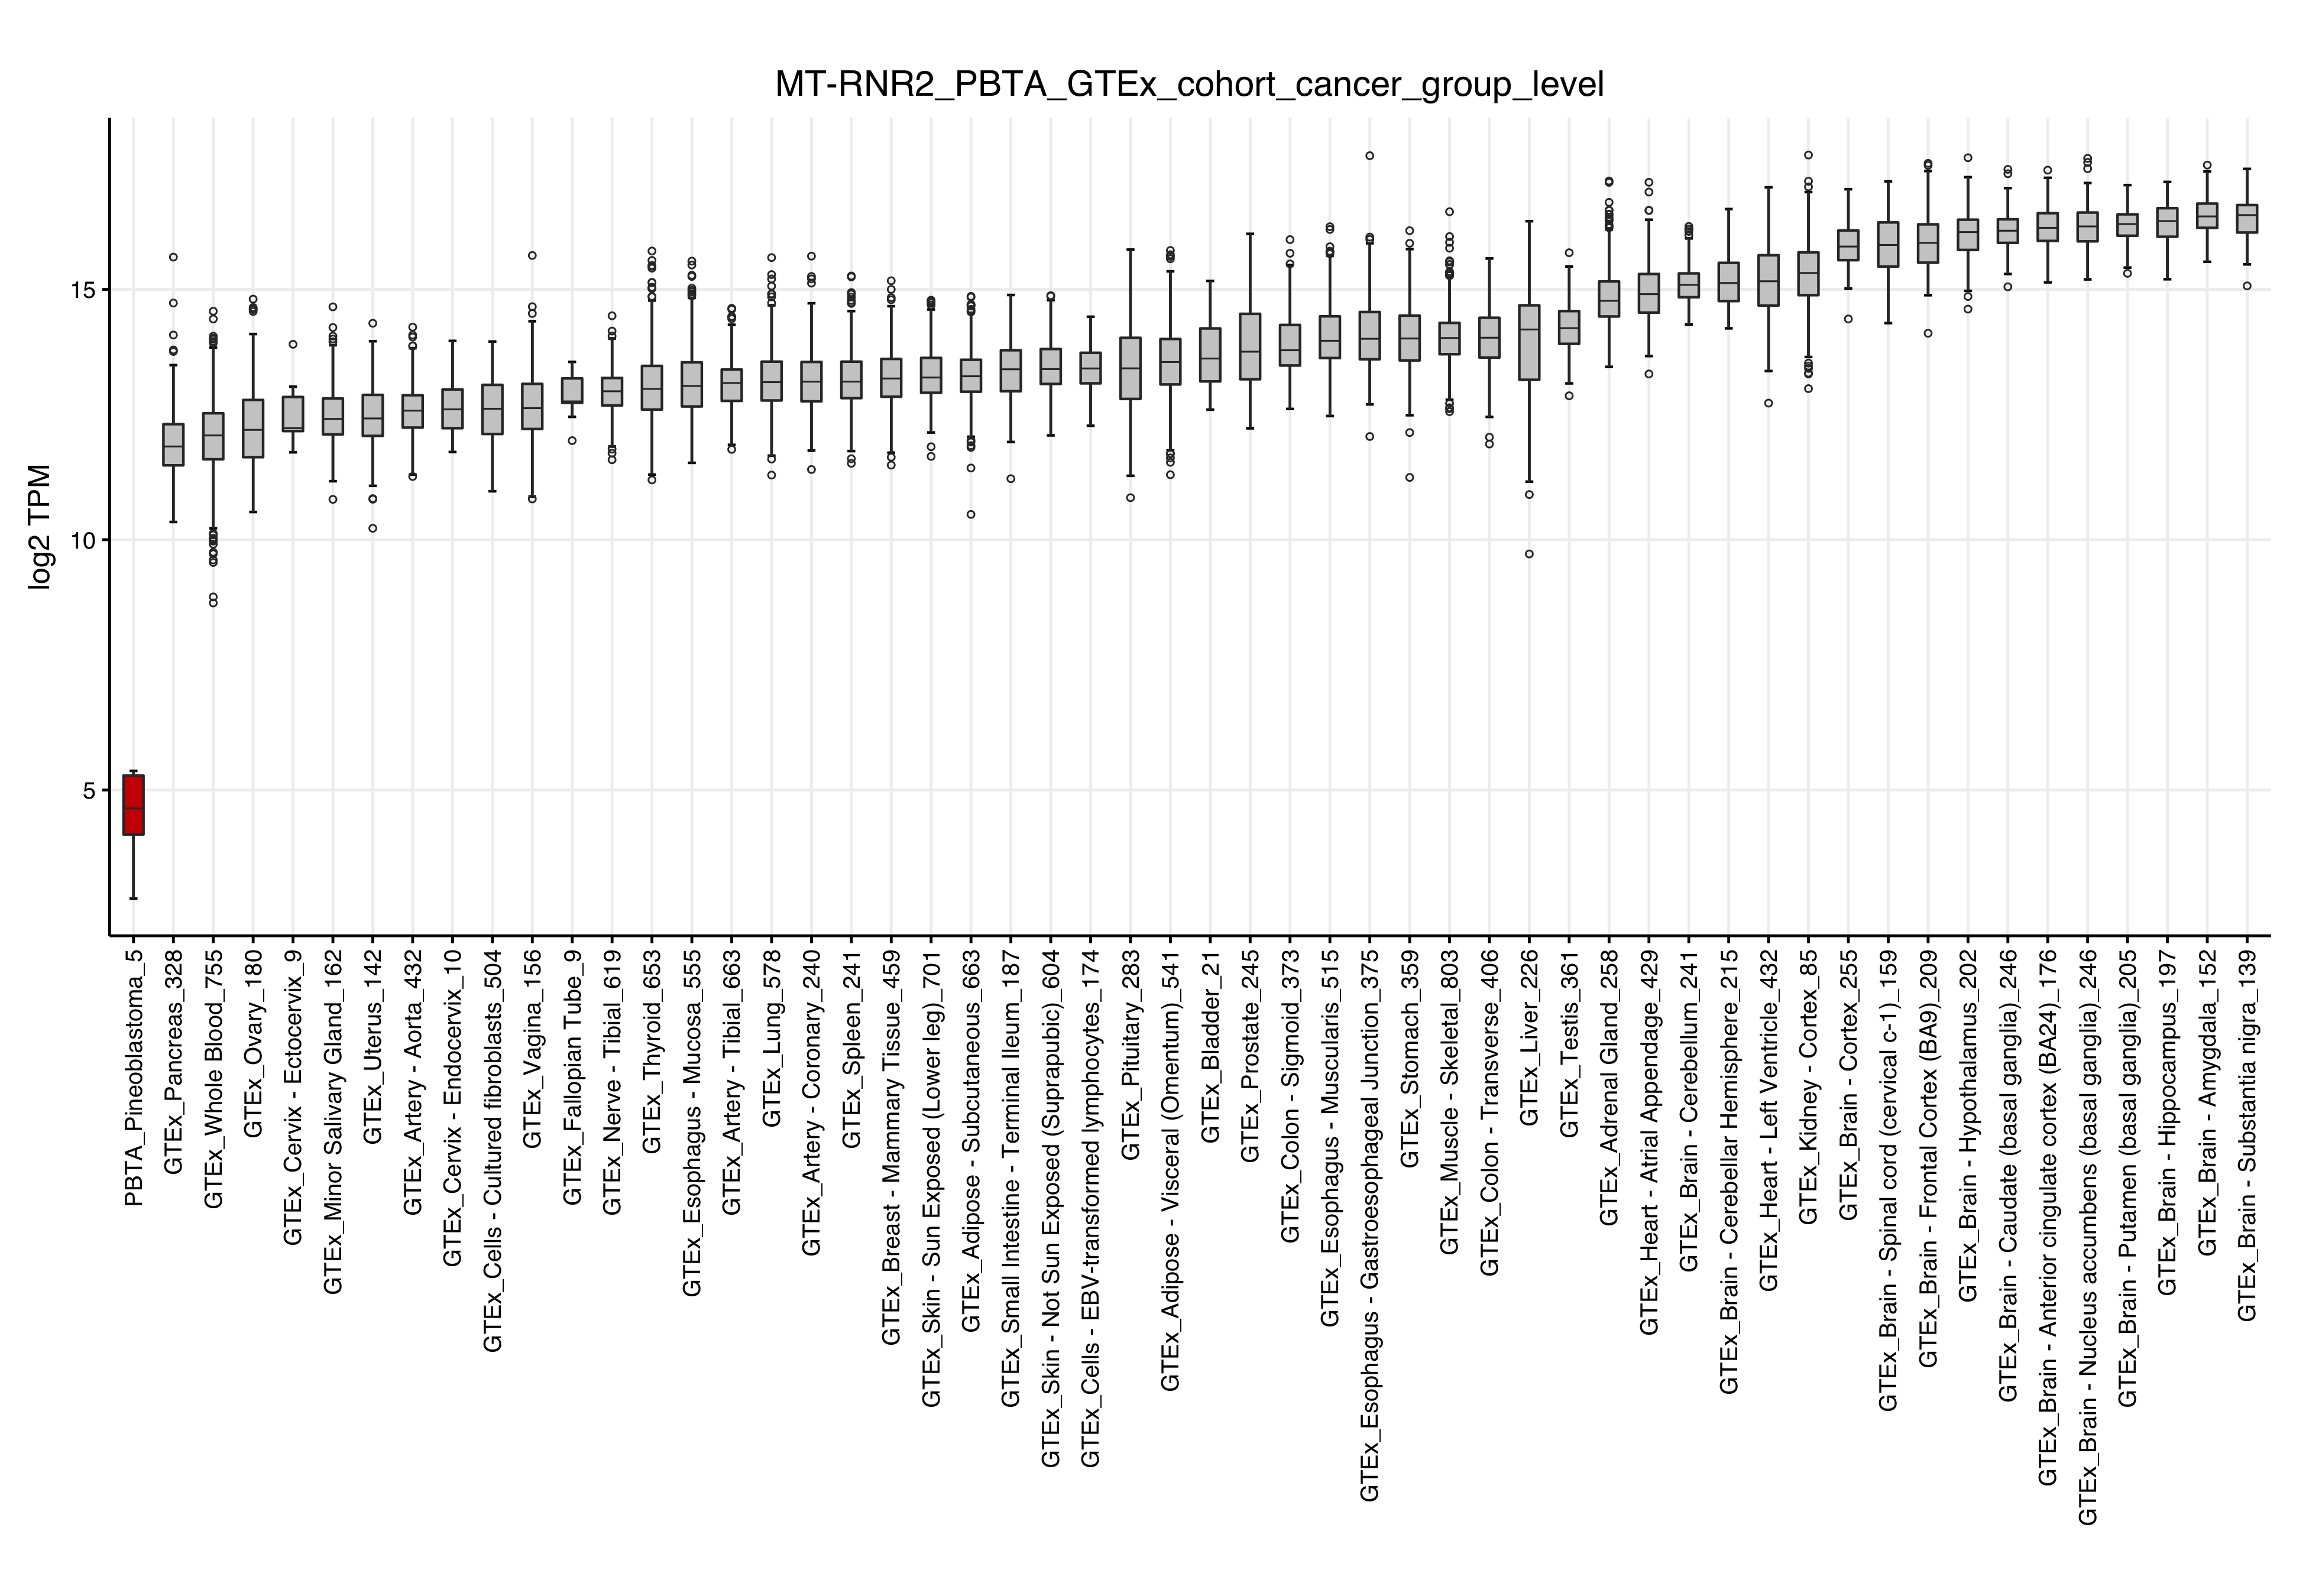 MT-RNR2_PBTA_GTEx_cohort_cancer_group_level
log2 TPM
15
10
5
PBTA_Pineoblastoma_5
GTEx_Pancreas_328
GTEx_Whole Blood_755
GTEx_Ovary_180
GTEx_Cervix - Ectocervix_9
GTEx_Minor Salivary Gland_162
GTEx_Uterus_142
GTEx_Artery - Aorta_432
GTEx_Cervix - Endocervix_10
GTEx_Cells - Cultured fibroblasts_504
GTEx_Vagina_156
GTEx_Fallopian Tube_9
GTEx_Nerve - Tibial_619
GTEx_Thyroid_653
GTEx_Esophagus - Mucosa_555
GTEx_Artery - Tibial_663
GTEx_Lung_578
GTEx_Artery - Coronary_240
GTEx_Spleen_241
GTEx_Breast - Mammary Tissue_459
GTEx_Skin - Sun Exposed (Lower leg)_701
GTEx_Adipose - Subcutaneous_663
GTEx_Small Intestine - Terminal Ileum_187
GTEx_Skin - Not Sun Exposed (Suprapubic)_604
GTEx_Cells - EBV-transformed lymphocytes_174
GTEx_Pituitary_283
GTEx_Adipose - Visceral (Omentum)_541
GTEx_Bladder_21
GTEx_Prostate_245
GTEx_Colon - Sigmoid_373
GTEx_Esophagus - Muscularis_515
GTEx_Esophagus - Gastroesophageal Junction_375
GTEx_Stomach_359
GTEx_Muscle - Skeletal_803
GTEx_Colon - Transverse_406
GTEx_Liver_226
GTEx_Testis_361
GTEx_Adrenal Gland_258
GTEx_Heart - Atrial Appendage_429
GTEx_Brain - Cerebellum_241
GTEx_Brain - Cerebellar Hemisphere_215
GTEx_Heart - Left Ventricle_432
GTEx_Kidney - Cortex_85
GTEx_Brain - Cortex_255
GTEx_Brain - Spinal cord (cervical c-1)_159
GTEx_Brain - Frontal Cortex (BA9)_209
GTEx_Brain - Hypothalamus_202
GTEx_Brain - Caudate (basal ganglia)_246
GTEx_Brain - Anterior cingulate cortex (BA24)_176
GTEx_Brain - Nucleus accumbens (basal ganglia)_246
GTEx_Brain - Putamen (basal ganglia)_205
GTEx_Brain - Hippocampus_197
GTEx_Brain - Amygdala_152
GTEx_Brain - Substantia nigra_139